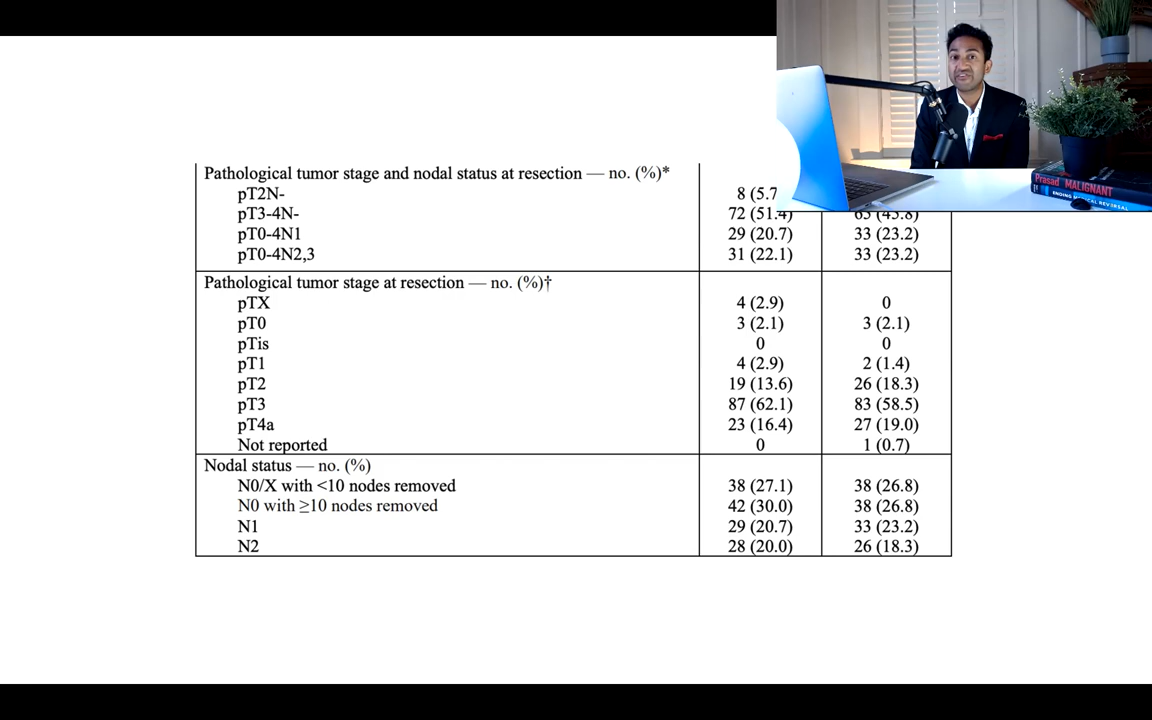 Pathological tumor stage and nodal status at resection — no. (%)*
pT2N- 8 (5.7
pT3-4N- 72 (51.4) 65 (45.8)
pT0-4N1 29 (20.7) 33 (23.2)
pT0-4N2,3 31 (22.1) 33 (23.2)
Pathological tumor stage at resection — no. (%)†
pTX 4 (2.9) 0
pT0 3 (2.1) 3 (2.1)
pTis 0 0
pT1 4 (2.9) 2 (1.4)
pT2 19 (13.6) 26 (18.3)
pT3 87 (62.1) 83 (58.5)
pT4a 23 (16.4) 27 (19.0)
Not reported 0 1 (0.7)
Nodal status — no. (%)
N0/X with <10 nodes removed 38 (27.1) 38 (26.8)
N0 with ≥10 nodes removed 42 (30.0) 38 (26.8)
N1 29 (20.7) 33 (23.2)
N2 28 (20.0) 26 (18.3)
Prasad MALIGNANT
ENDING MEDICAL REVERSAL